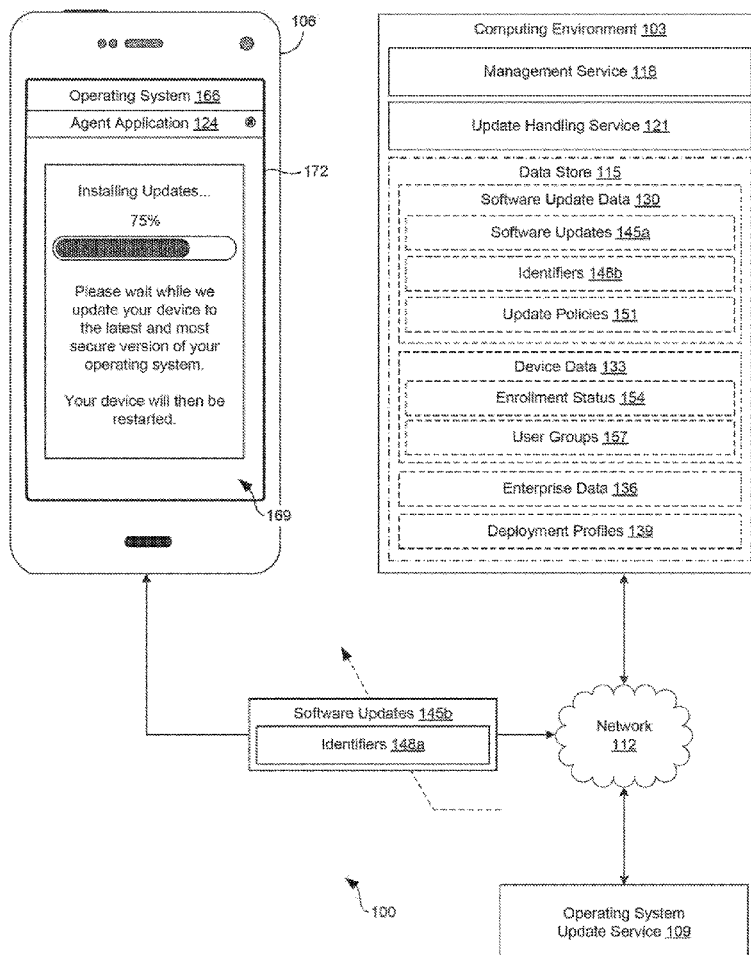 106
Operating System 166
Agent Application 124
172
Installing Updates...
75%
Please wait while we
update your device to
the latest and most
secure version of your
operating system.
Your device will then be
restarted.
169
Computing Environment 103
Management Service 118
Update Handling Service 121
Data Store 115
Software Update Data 130
Software Updates 145a
Identifiers 148b
Update Policies 151
Device Data 133
Enrollment Status 154
User Groups 157
Enterprise Data 136
Deployment Profiles 139
Software Updates 145b
Identifiers 148a
Network
112
100
Operating System
Update Service 109